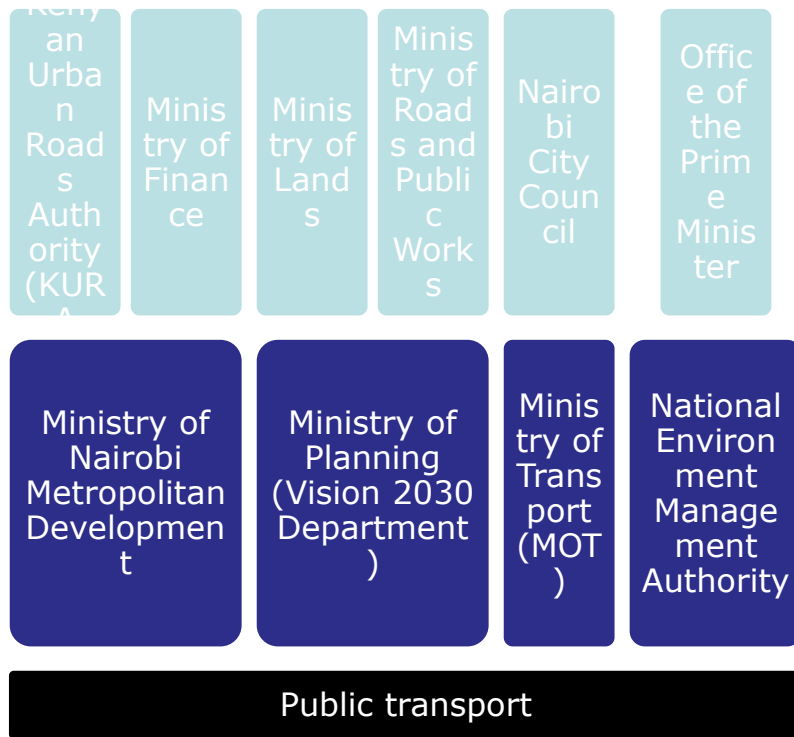 Keny
an
Urba
n
Road
s
Auth
ority
(KUR
A
Minis
try of
Finan
ce
Minis
try of
Land
s
Minis
try of
Road
s and
Publi
c
Work
s
Nairo
bi
City
Coun
cil
Offic
e of
the
Prim
e
Minis
ter
Ministry of
Nairobi
Metropolitan
Developmen
t
Ministry of
Planning
(Vision 2030
Department
)
Minis
try of
Trans
port
(MOT
)
National
Environ
ment
Manage
ment
Authority
Public transport